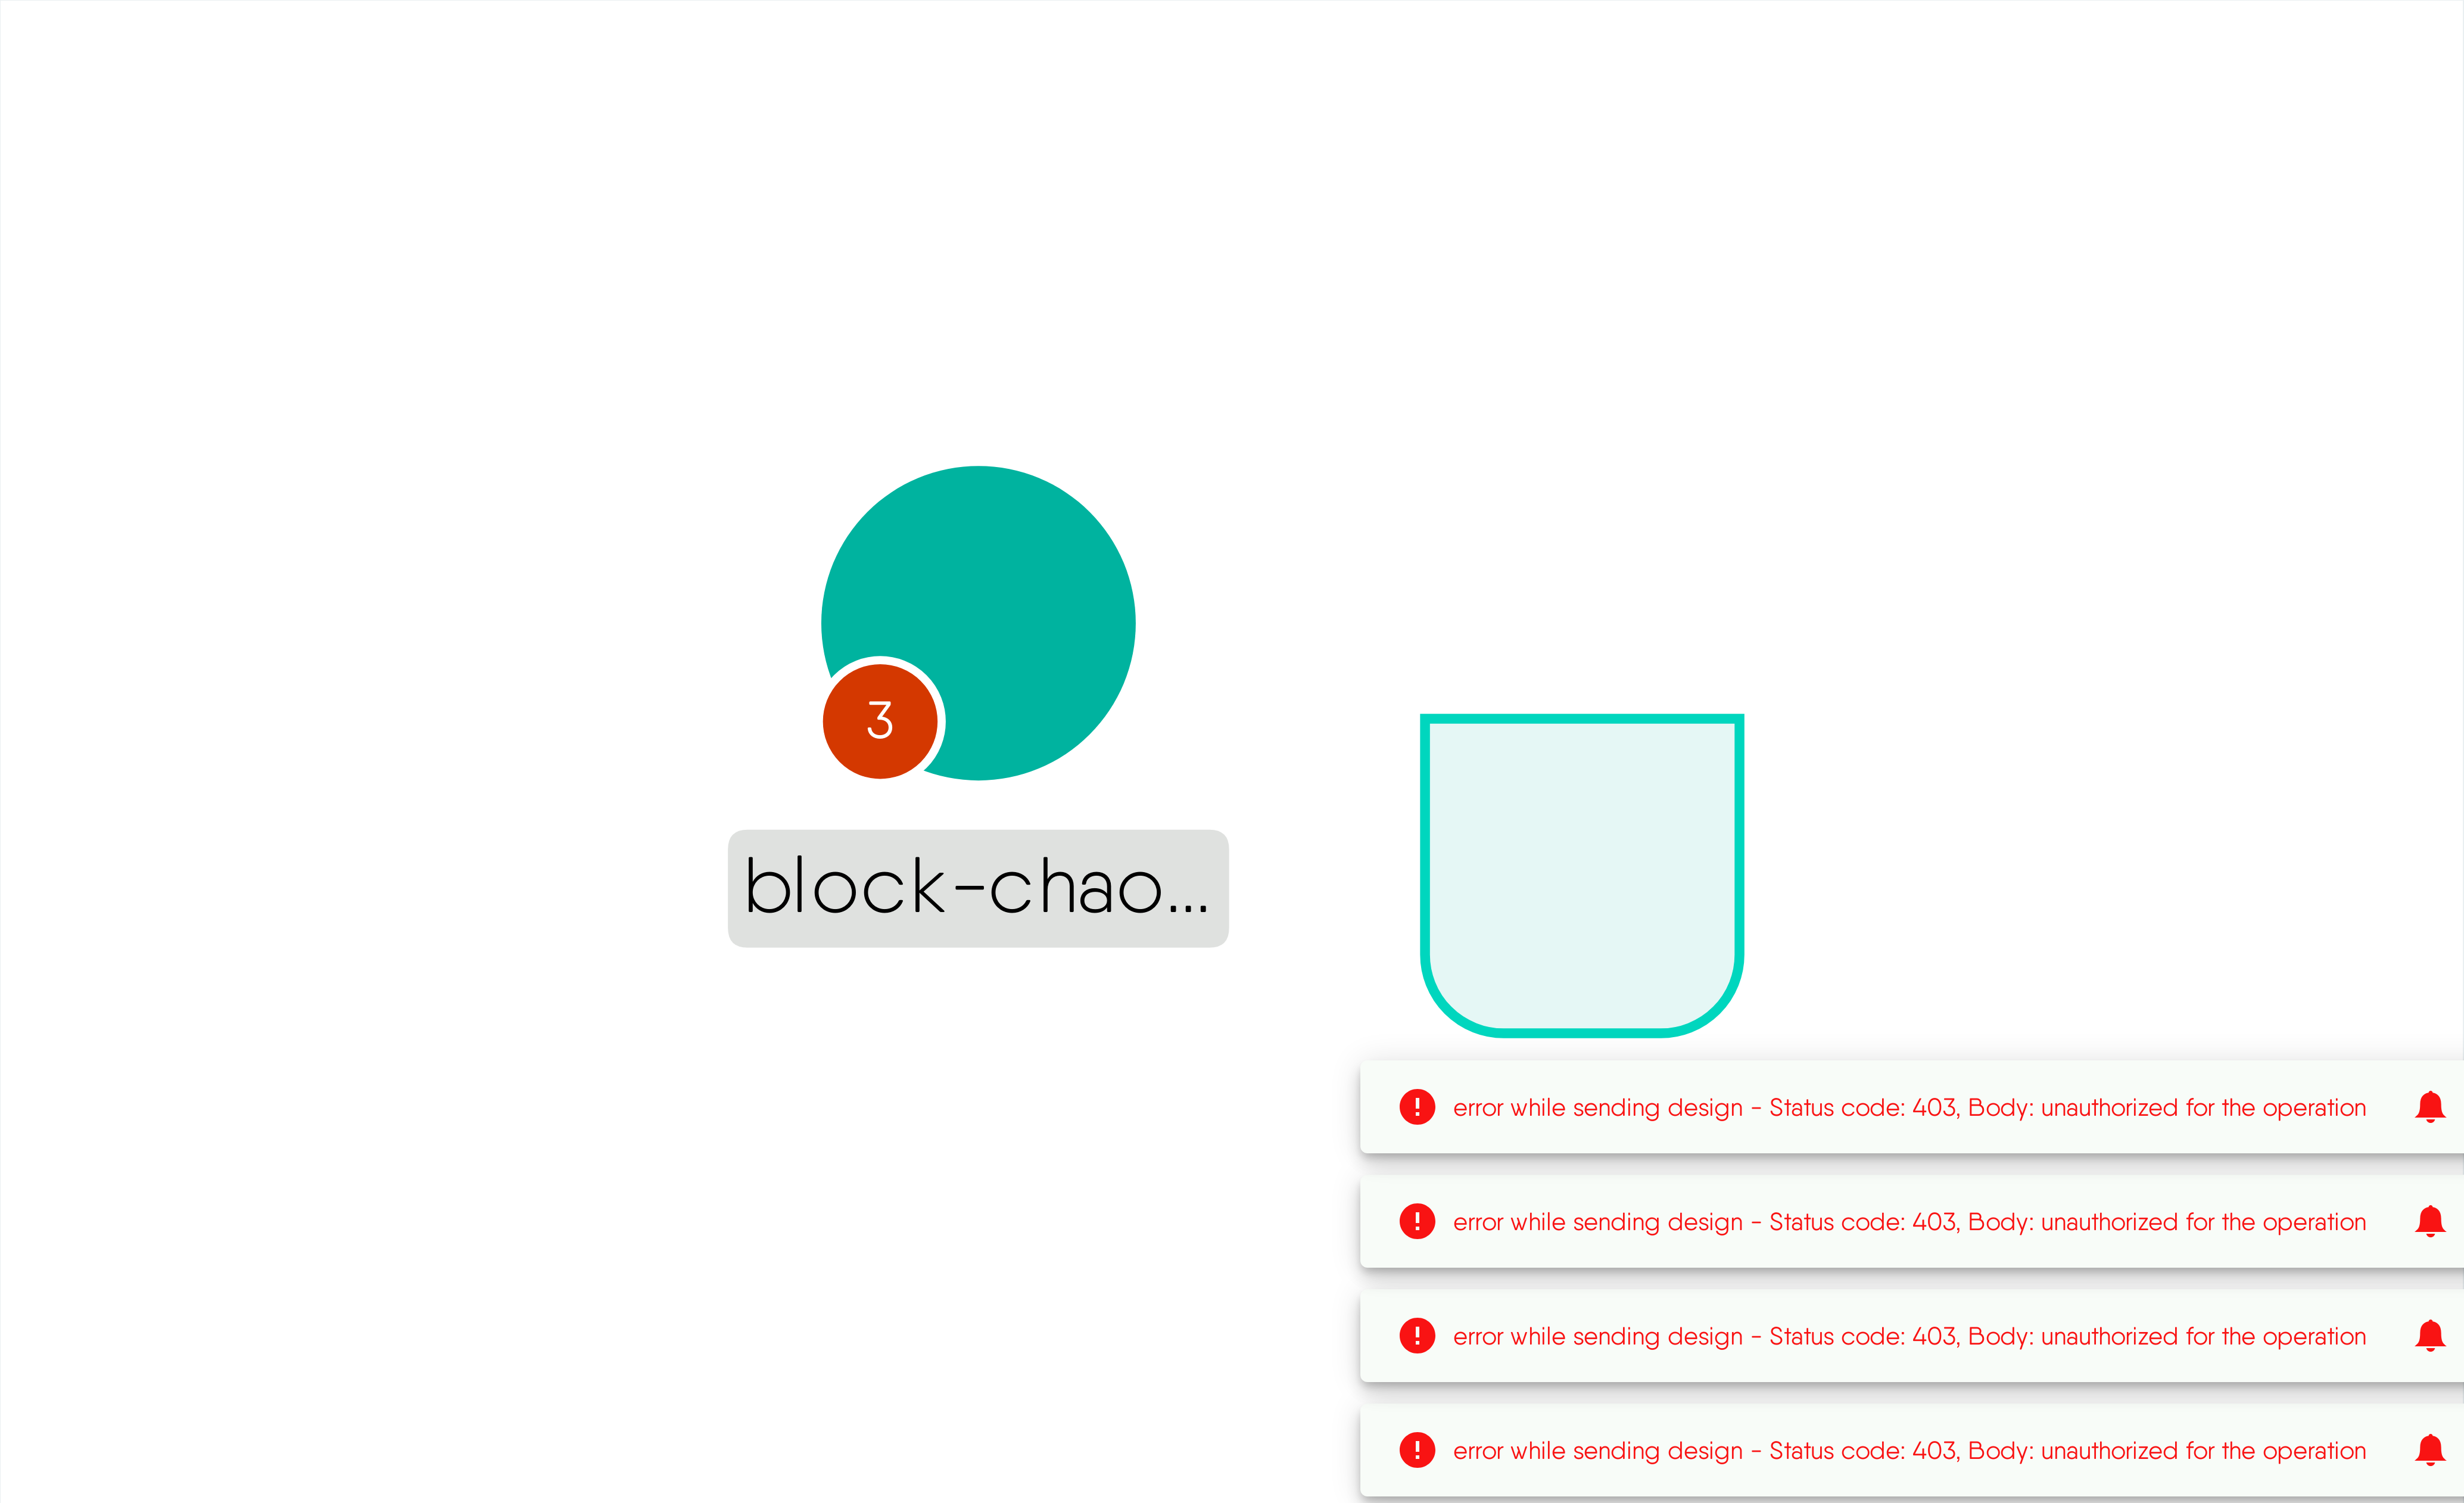 3
block-chao...
error while sending design - Status code: 403, Body: unauthorized for the operation
error while sending design - Status code: 403, Body: unauthorized for the operation
error while sending design - Status code: 403, Body: unauthorized for the operation
error while sending design - Status code: 403, Body: unauthorized for the operation